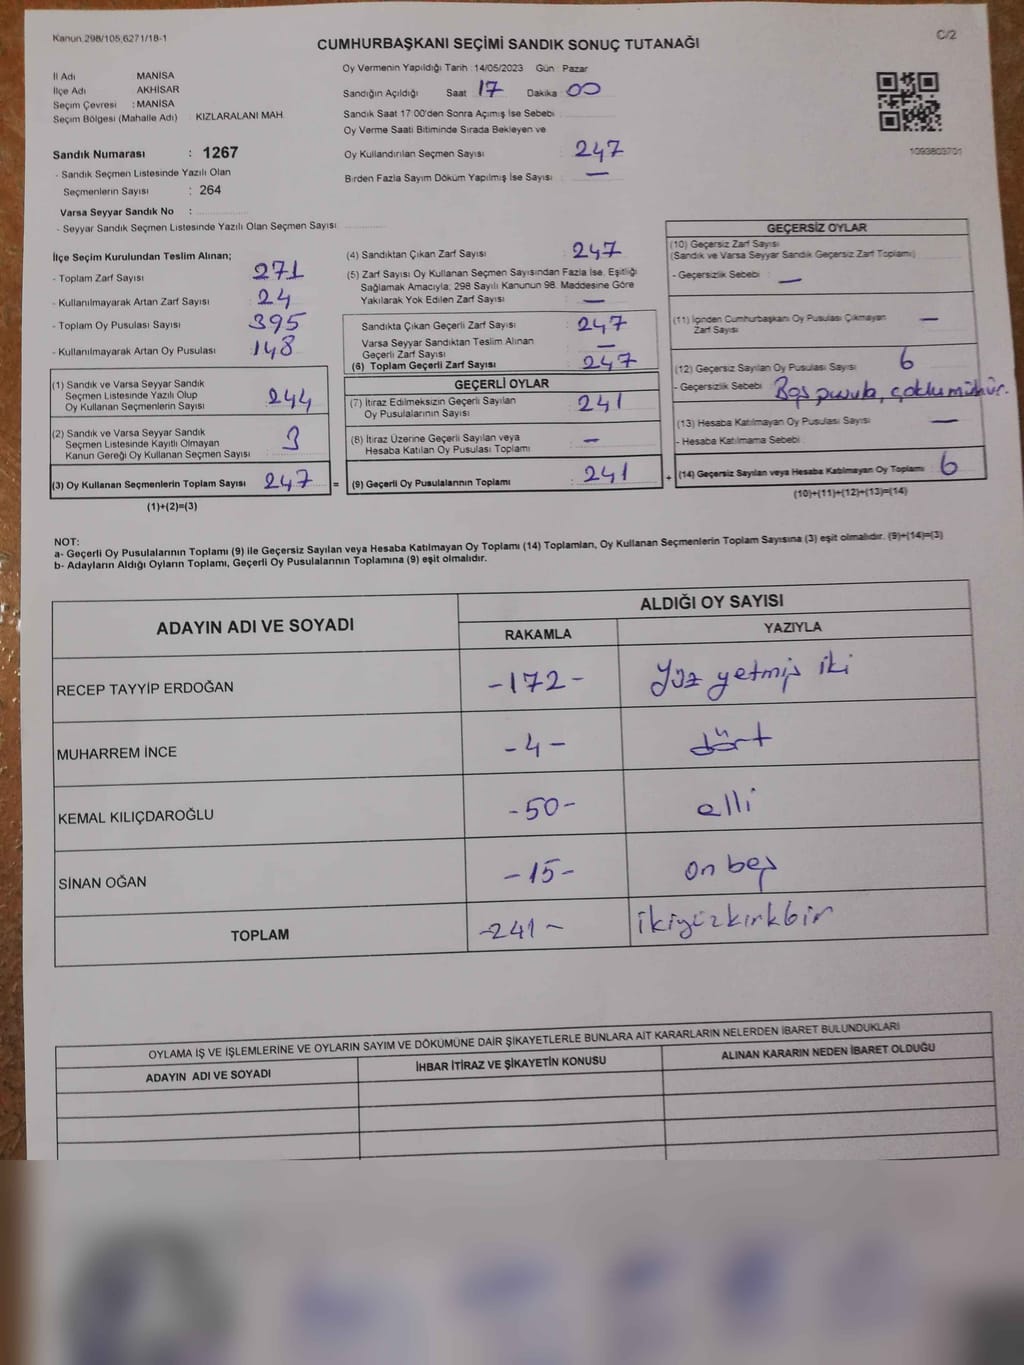 Kanun 298/105,6271/18-1
C/2
CUMHURBAŞKANI SEÇİMİ SANDIK SONUÇ TUTANAĞI
İl Adı MANİSA
İlçe Adı AKHİSAR
Seçim Çevresi : MANİSA
Seçim Bölgesi (Mahalle Adı) : KIZLARALANI MAH
Sandık Numarası : 1267
- Sandık Seçmen Listesinde Yazılı Olan
Seçmenlerin Sayısı : 264
Varsa Seyyar Sandık No :
- Seyyar Sandık Seçmen Listesinde Yazılı Olan Seçmen Sayısı
Oy Vermenin Yapıldığı Tarih : 14/05/2023 Gün : Pazar
Sandığın Açıldığı Saat 17 Dakika 00
Sandık Saat 17:00'den Sonra Açımış İse Sebebi
Oy Verme Saati Bitiminde Sırada Bekleyen ve
Oy Kullandırılan Seçmen Sayısı : 247
Birden Fazla Sayım Döküm Yapılmış İse Sayısı : —
1093803701
İlçe Seçim Kurulundan Teslim Alınan;
- Toplam Zarf Sayısı : 271
- Kullanılmayarak Artan Zarf Sayısı : 24
- Toplam Oy Pusulası Sayısı : 395
- Kullanılmayarak Artan Oy Pusulası : 148
(1) Sandık ve Varsa Seyyar Sandık
Seçmen Listesinde Yazılı Olup
Oy Kullanan Seçmenlerin Sayısı : 244
(2) Sandık ve Varsa Seyyar Sandık
Seçmen Listesinde Kayıtlı Olmayan
Kanun Gereği Oy Kullanan Seçmen Sayısı : 3
(3) Oy Kullanan Seçmenlerin Toplam Sayısı : 247 =
(1)+(2)=(3)
(4) Sandıktan Çıkan Zarf Sayısı : 247
(5) Zarf Sayısı Oy Kullanan Seçmen Sayısından Fazla İse, Eşitliği
Sağlamak Amacıyla; 298 Sayılı Kanunun 98. Maddesine Göre
Yakılarak Yok Edilen Zarf Sayısı : —
Sandıkta Çıkan Geçerli Zarf Sayısı : 247
Varsa Seyyar Sandıktan Teslim Alınan
Geçerli Zarf Sayısı : —
(6) Toplam Geçerli Zarf Sayısı : 247
GEÇERLİ OYLAR
(7) İtiraz Edilmeksizin Geçerli Sayılan
Oy Pusulalarının Sayısı : 241
(8) İtiraz Üzerine Geçerli Sayılan veya
Hesaba Katılan Oy Pusulası Toplamı : —
(9) Geçerli Oy Pusulalarının Toplamı : 241 +
GEÇERSİZ OYLAR
(10) Geçersiz Zarf Sayısı
(Sandık ve Varsa Seyyar Sandık Geçersiz Zarf Toplamı)
- Geçersizlik Sebebi : —
(11) İçinden Cumhurbaşkanı Oy Pusulası Çıkmayan
Zarf Sayısı —
(12) Geçersiz Sayılan Oy Pusulası Sayısı : 6
- Geçersizlik Sebebi Boş pusula, çoklu mühür.
(13) Hesaba Katılmayan Oy Pusulası Sayısı : —
- Hesaba Katılmama Sebebi
(14) Geçersiz Sayılan veya Hesaba Katılmayan Oy Toplamı : 6
(10)+(11)+(12)+(13)=(14)
NOT:
a- Geçerli Oy Pusulalarının Toplamı (9) ile Geçersiz Sayılan veya Hesaba Katılmayan Oy Toplamı (14) Toplamları, Oy Kullanan Seçmenlerin Toplam Sayısına (3) eşit olmalıdır. (9)+(14)=(3)
b- Adayların Aldığı Oyların Toplamı, Geçerli Oy Pusulalarının Toplamına (9) eşit olmalıdır.
ADAYIN ADI VE SOYADI
ALDIĞI OY SAYISI
RAKAMLA YAZIYLA
RECEP TAYYİP ERDOĞAN -172- Yüz yetmiş iki
MUHARREM İNCE -4- dört
KEMAL KILIÇDAROĞLU -50- elli
SİNAN OĞAN -15- on beş
TOPLAM -241- ikiyüzkırkbir
OYLAMA İŞ VE İŞLEMLERİNE VE OYLARIN SAYIM VE DÖKÜMÜNE DAİR ŞİKAYETLERLE BUNLARA AİT KARARLARIN NELERDEN İBARET BULUNDUKLARI
ADAYIN ADI VE SOYADI İHBAR İTİRAZ VE ŞİKAYETİN KONUSU ALINAN KARARIN NEDEN İBARET OLDUĞU